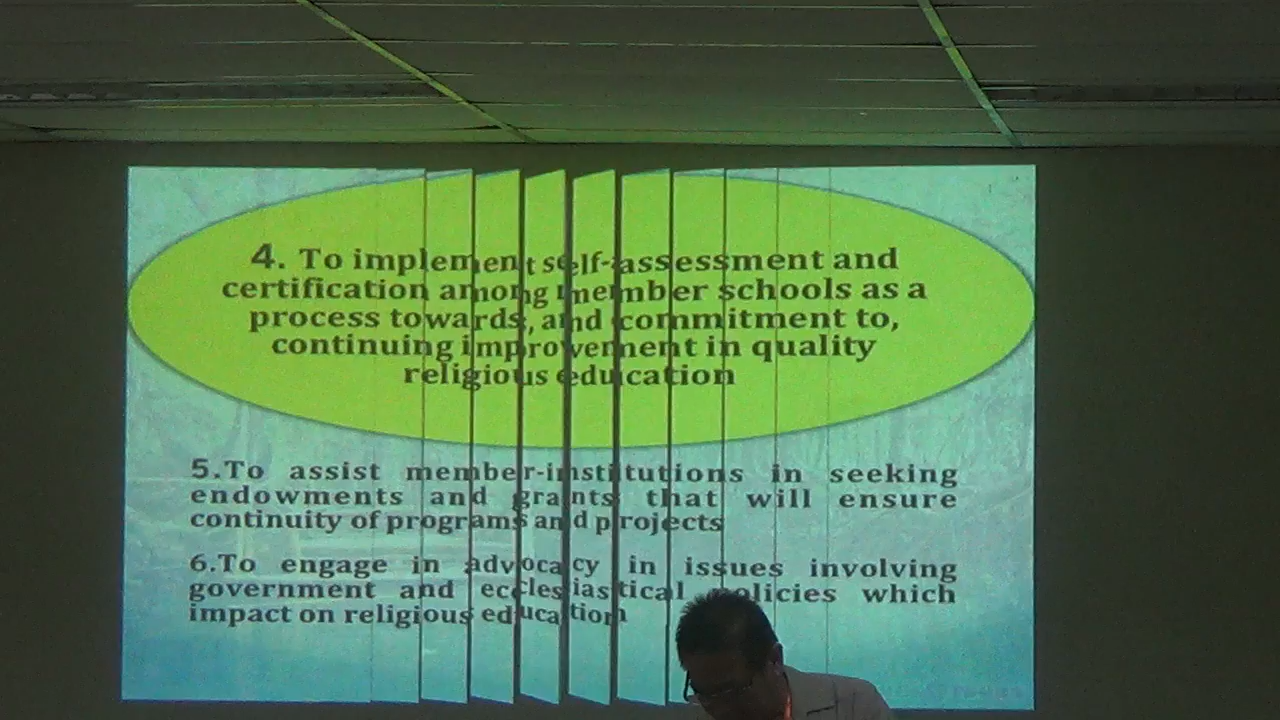 4. To implement self-assessment and
certification among member schools as a
process towards, and commitment to,
continuing improvement in quality
religious education
5.To assist member-institutions in seeking
endowments and grants that will ensure
continuity of programs and projects
6.To engage in advocacy in issues involving
government and ecclesiastical policies which
impact on religious education